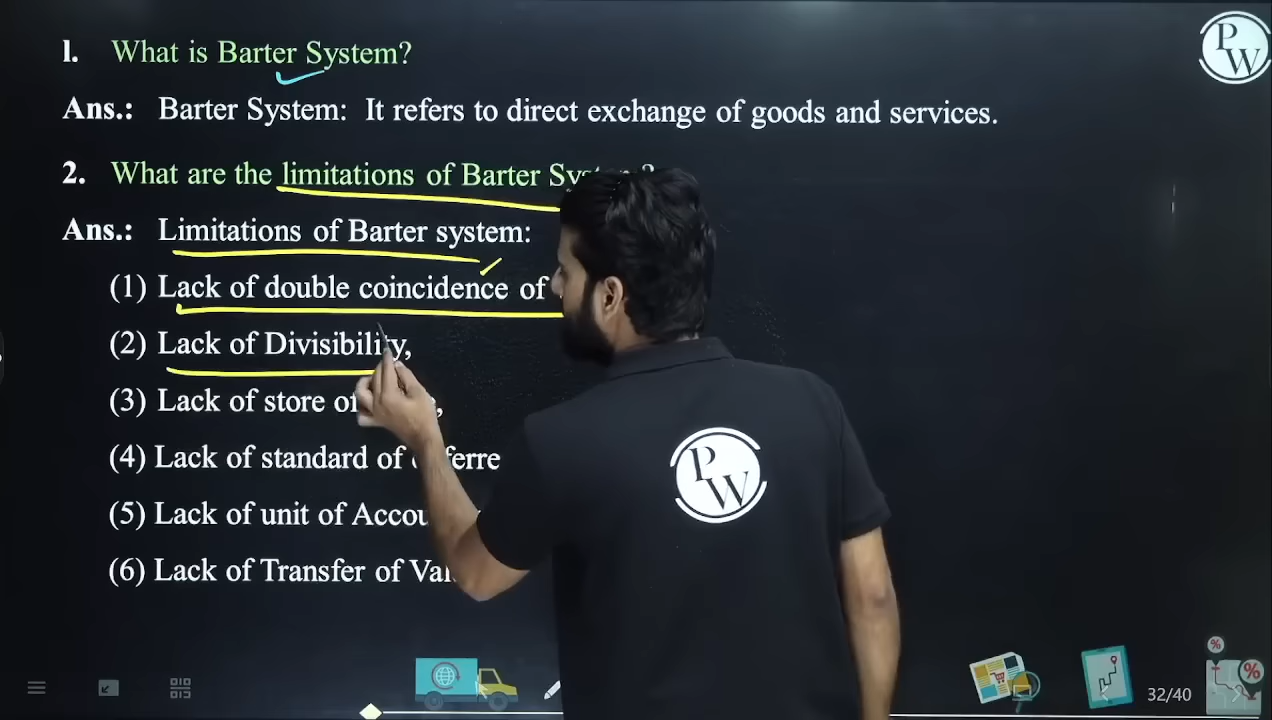 PW
1. What is Barter System?
Ans.: Barter System: It refers to direct exchange of goods and services.
2. What are the limitations of Barter
Ans.: Limitations of Barter system:
(1) Lack of double coincidence of
(2) Lack of Divisibility,
(3) Lack of store of
(4) Lack of standard of
(5) Lack of unit of
(6) Lack of Transfer of
PW
%
%
32/40